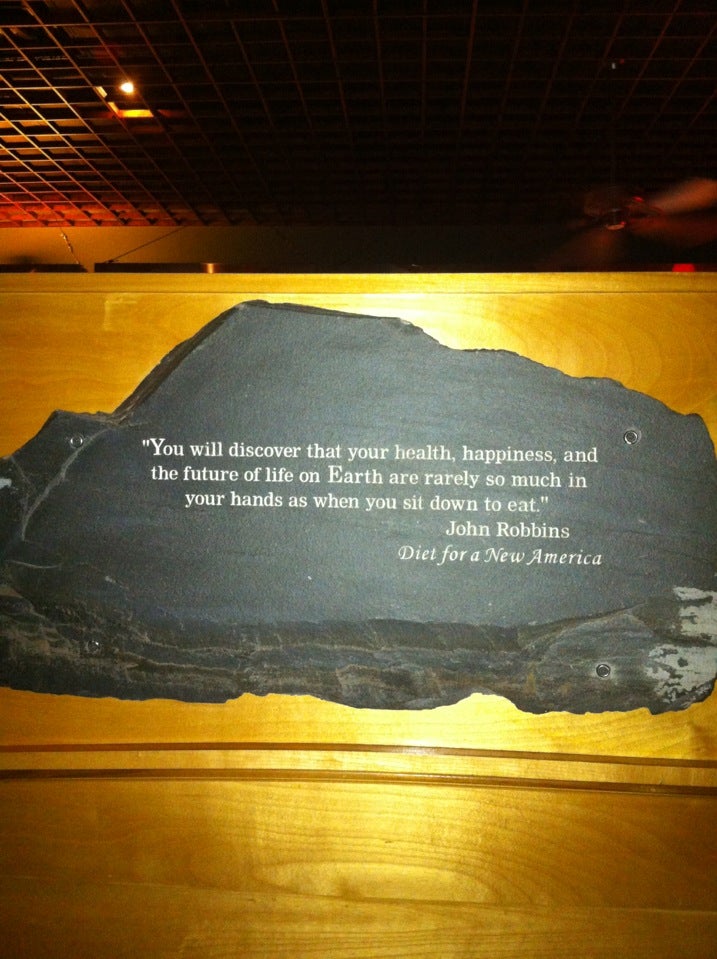 "You will discover that your health, happiness, and
the future of life on Earth are rarely so much in
your hands as when you sit down to eat."
John Robbins
Diet for a New America